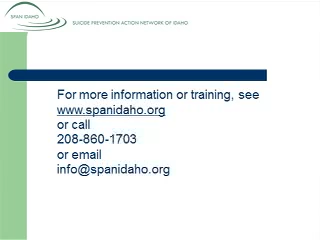 SPAN IDAHO
SUICIDE PREVENTION ACTION NETWORK OF IDAHO
For more information or training, see
www.spanidaho.org
or call
208-860-1703
or email
info@spanidaho.org